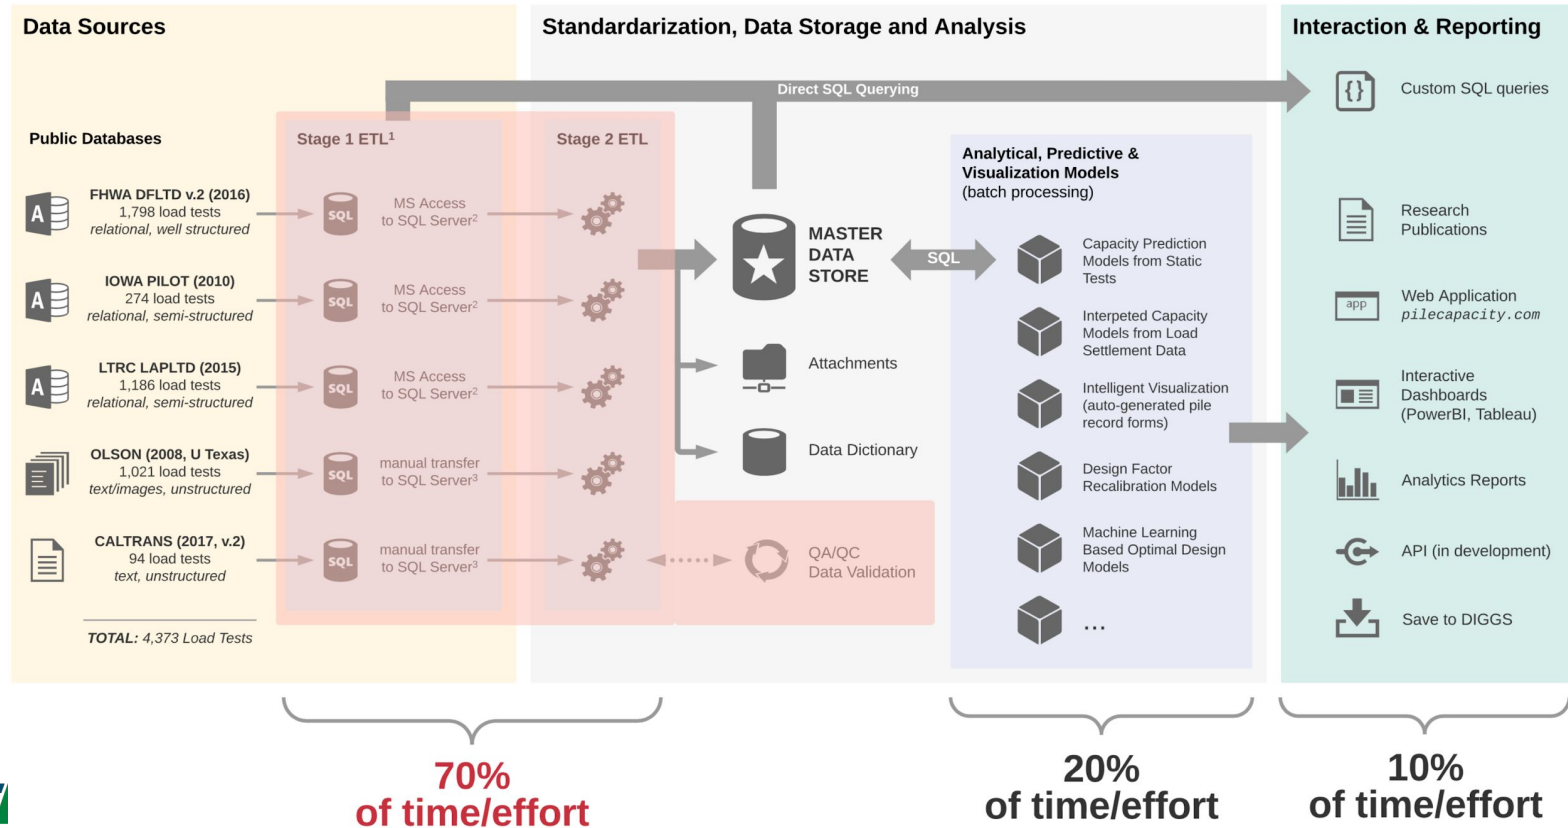 Data Sources
Standardarization, Data Storage and Analysis
Interaction & Reporting
Direct SQL Querying
Public Databases
Stage 1 ETL¹
Stage 2 ETL
FHWA DFLTD v.2 (2016)
1,798 load tests
relational, well structured
A
SQL
MS Access
to SQL Server²
IOWA PILOT (2010)
274 load tests
relational, semi-structured
A
SQL
MS Access
to SQL Server²
LTRC LAPLTD (2015)
1,186 load tests
relational, semi-structured
A
SQL
MS Access
to SQL Server²
OLSON (2008, U Texas)
1,021 load tests
text/images, unstructured
SQL
manual transfer
to SQL Server³
CALTRANS (2017, v.2)
94 load tests
text, unstructured
SQL
manual transfer
to SQL Server³
TOTAL: 4,373 Load Tests
MASTER
DATA
STORE
SQL
Attachments
Data Dictionary
QA/QC
Data Validation
Analytical, Predictive &
Visualization Models
(batch processing)
Capacity Prediction
Models from Static
Tests
Interpeted Capacity
Models from Load
Settlement Data
Intelligent Visualization
(auto-generated pile
record forms)
Design Factor
Recalibration Models
Machine Learning
Based Optimal Design
Models
...
{}
Custom SQL queries
Research
Publications
app
Web Application
pilecapacity.com
Interactive
Dashboards
(PowerBI, Tableau)
Analytics Reports
API (in development)
Save to DIGGS
70%
of time/effort
20%
of time/effort
10%
of time/effort